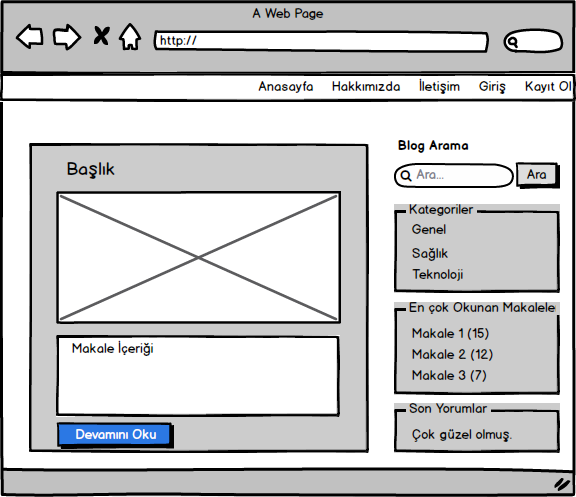 A Web Page
http://
Anasayfa Hakkımızda İletişim Giriş Kayıt Ol
Başlık
Makale İçeriği
Devamını Oku
Blog Arama
Ara... Ara
Kategoriler
Genel
Sağlık
Teknoloji
En çok Okunan Makalele
Makale 1 (15)
Makale 2 (12)
Makale 3 (7)
Son Yorumlar
Çok güzel olmuş.